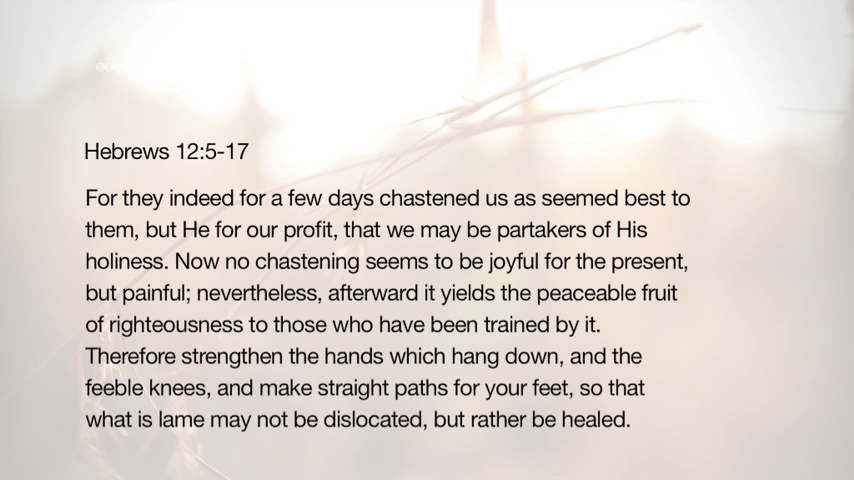 Hebrews 12:5-17
For they indeed for a few days chastened us as seemed best to
them, but He for our profit, that we may be partakers of His
holiness. Now no chastening seems to be joyful for the present,
but painful; nevertheless, afterward it yields the peaceable fruit
of righteousness to those who have been trained by it.
Therefore strengthen the hands which hang down, and the
feeble knees, and make straight paths for your feet, so that
what is lame may not be dislocated, but rather be healed.